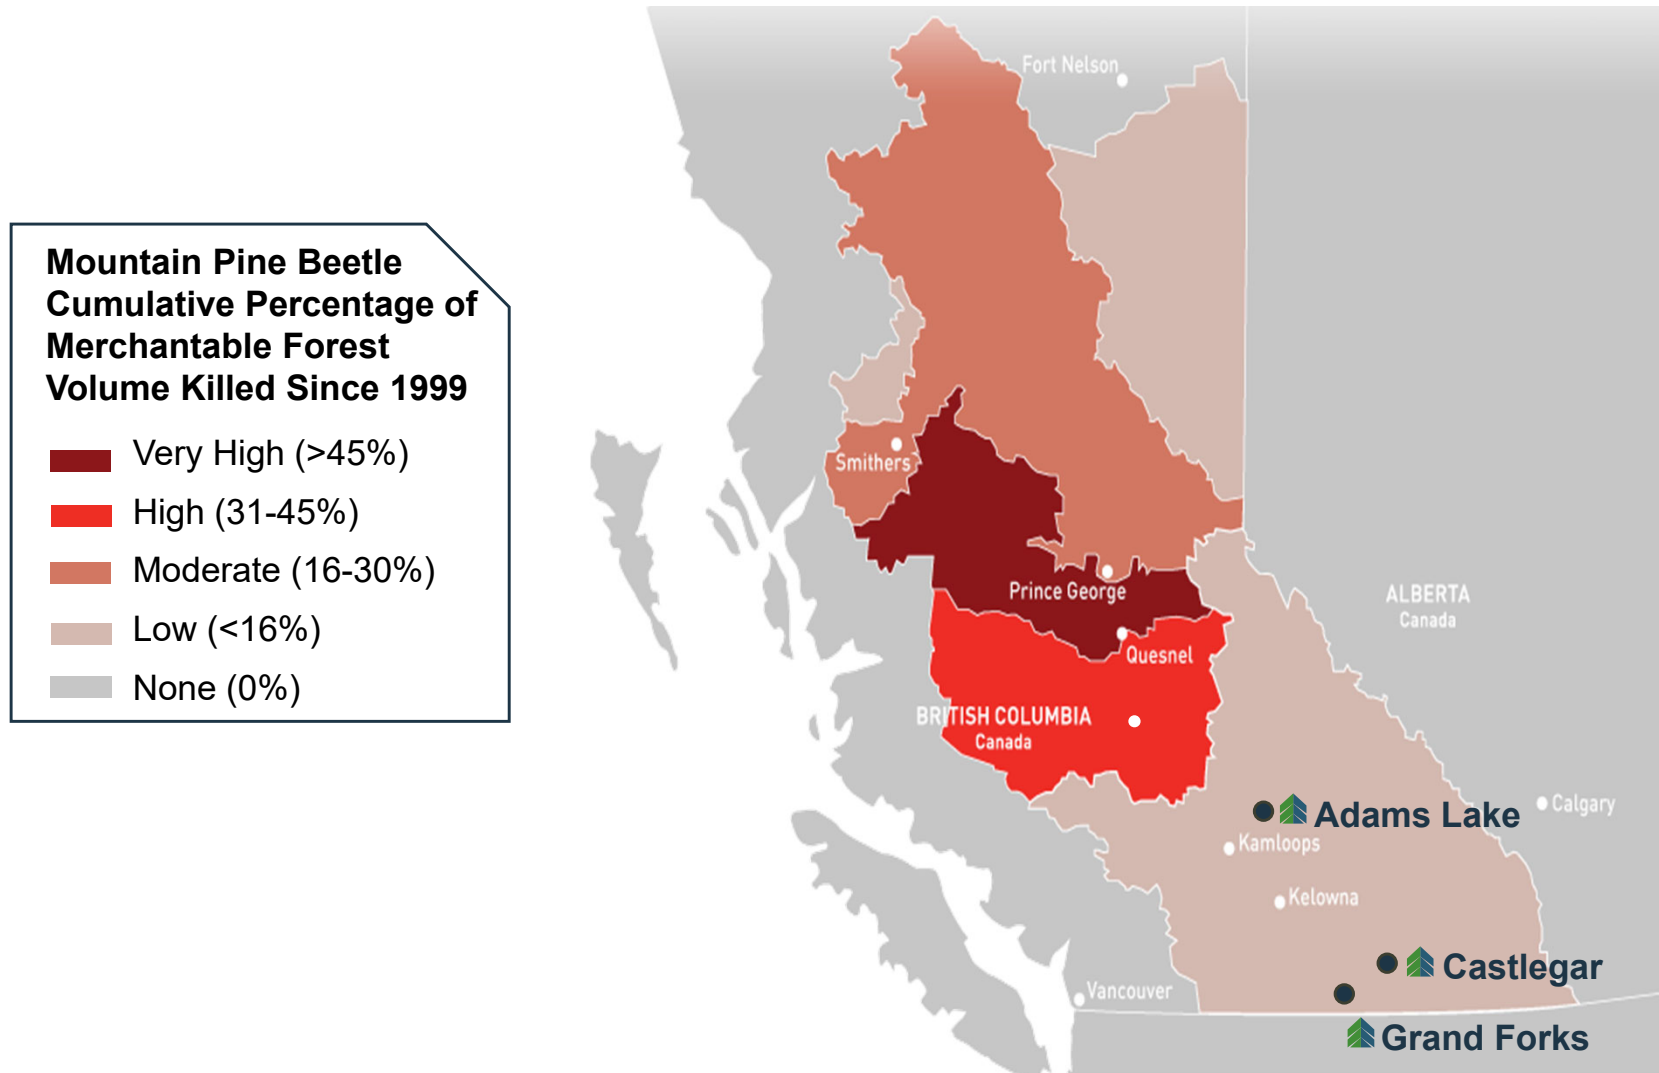 Mountain Pine Beetle
Cumulative Percentage of
Merchantable Forest
Volume Killed Since 1999
Very High (>45%)
High (31-45%)
Moderate (16-30%)
Low (<16%)
None (0%)
Fort Nelson
Smithers
Prince George
Quesnel
ALBERTA
Canada
BRITISH COLUMBIA
Canada
Adams Lake
Calgary
Kamloops
Kelowna
Castlegar
Vancouver
Grand Forks